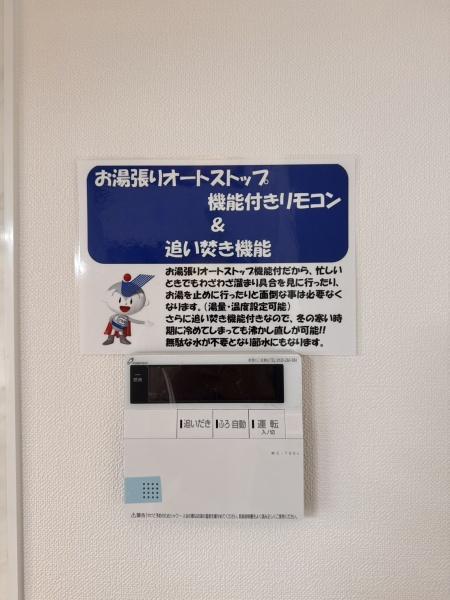 お湯張りオートストップ
機能付きリモコン
&
追い焚き機能
お湯張りオートストップ機能付だから、忙しい
ときでもわざわざ溜まり具合を見に行ったり、
お湯を止めに行ったりと面倒な事は必要なく
なります。(湯量・温度設定可能)
さらに追い焚き機能付きなので、冬の寒い時
期に冷めてしまっても沸かし直しが可能!!
無駄な水が不要となり節水にもなります。
燃焼
追いだき ふろ自動 運転
入/切